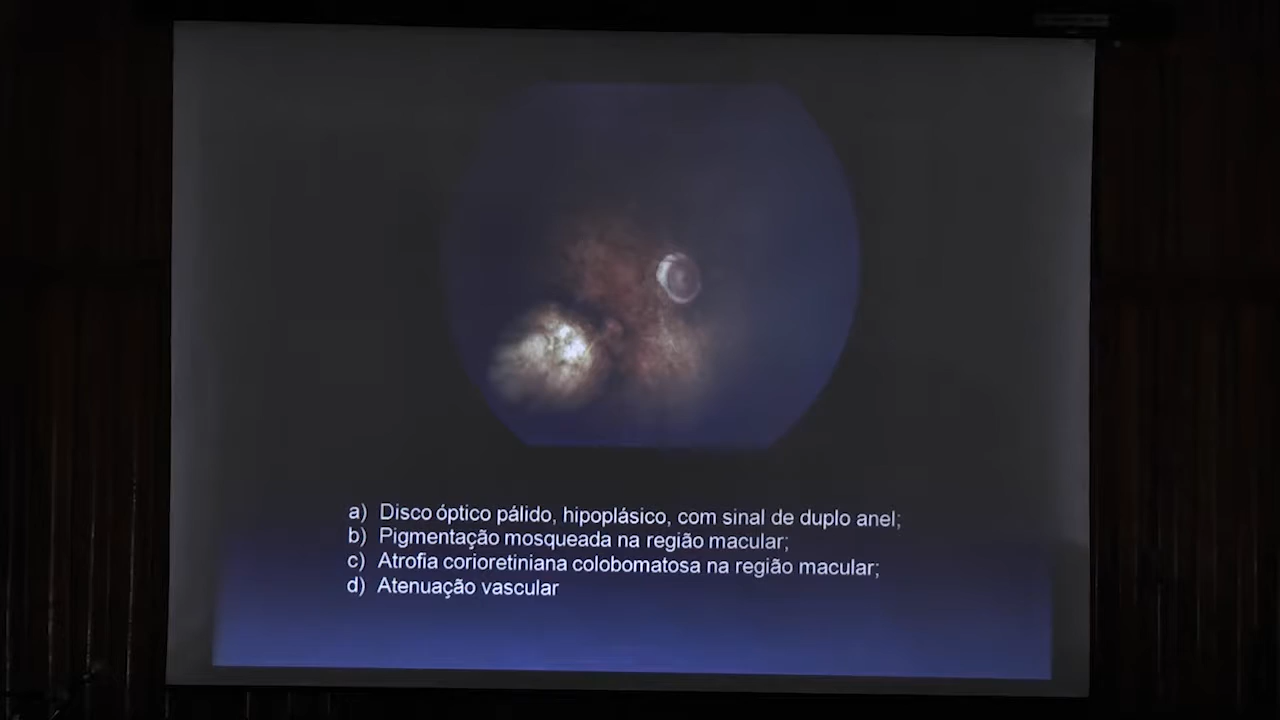 a) Disco óptico pálido, hipoplásico, com sinal de duplo anel;
b) Pigmentação mosqueada na região macular;
c) Atrofia corioretiniana colobomatosa na região macular;
d) Atenuação vascular